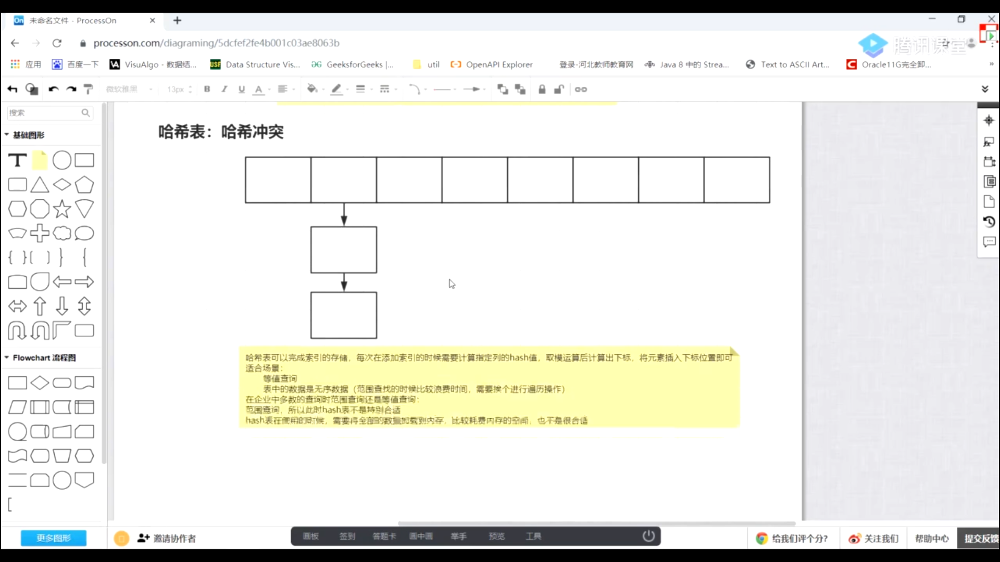 On 未命名文件 - ProcessOn
processon.com/diagraming/5dcfef2fe4b001c03ae8063b
腾讯课堂
应用 百度一下 VisuAlgo - 数据结... USF Data Structure Vis... GeeksforGeeks |... util OpenAPI Explorer 登录-河北教师教育网 Java 8 中的 Strea... Text to ASCII Art... Oracle11G完全卸... »
微软雅黑 13px B I U A
搜索
基础图形
T
Flowchart 流程图
更多图形
哈希表：哈希冲突
哈希表可以完成索引的存储，每次在添加索引的时候需要计算指定列的hash值，取模运算后计算出下标，将元素插入下标位置即可
适合场景：
等值查询
表中的数据是无序数据（范围查找的时候比较浪费时间，需要挨个进行遍历操作）
在企业中多数的查询时范围查询还是等值查询：
范围查询，所以此时hash表不是特别合适
hash表在使用的时候，需要将全部的数据加载到内存，比较耗费内存的空间，也不是很合适
邀请协作者
画板 签到 答题卡 画中画 举手 预览 工具
给我们评个分？ 关注我们 帮助中心 提交反馈